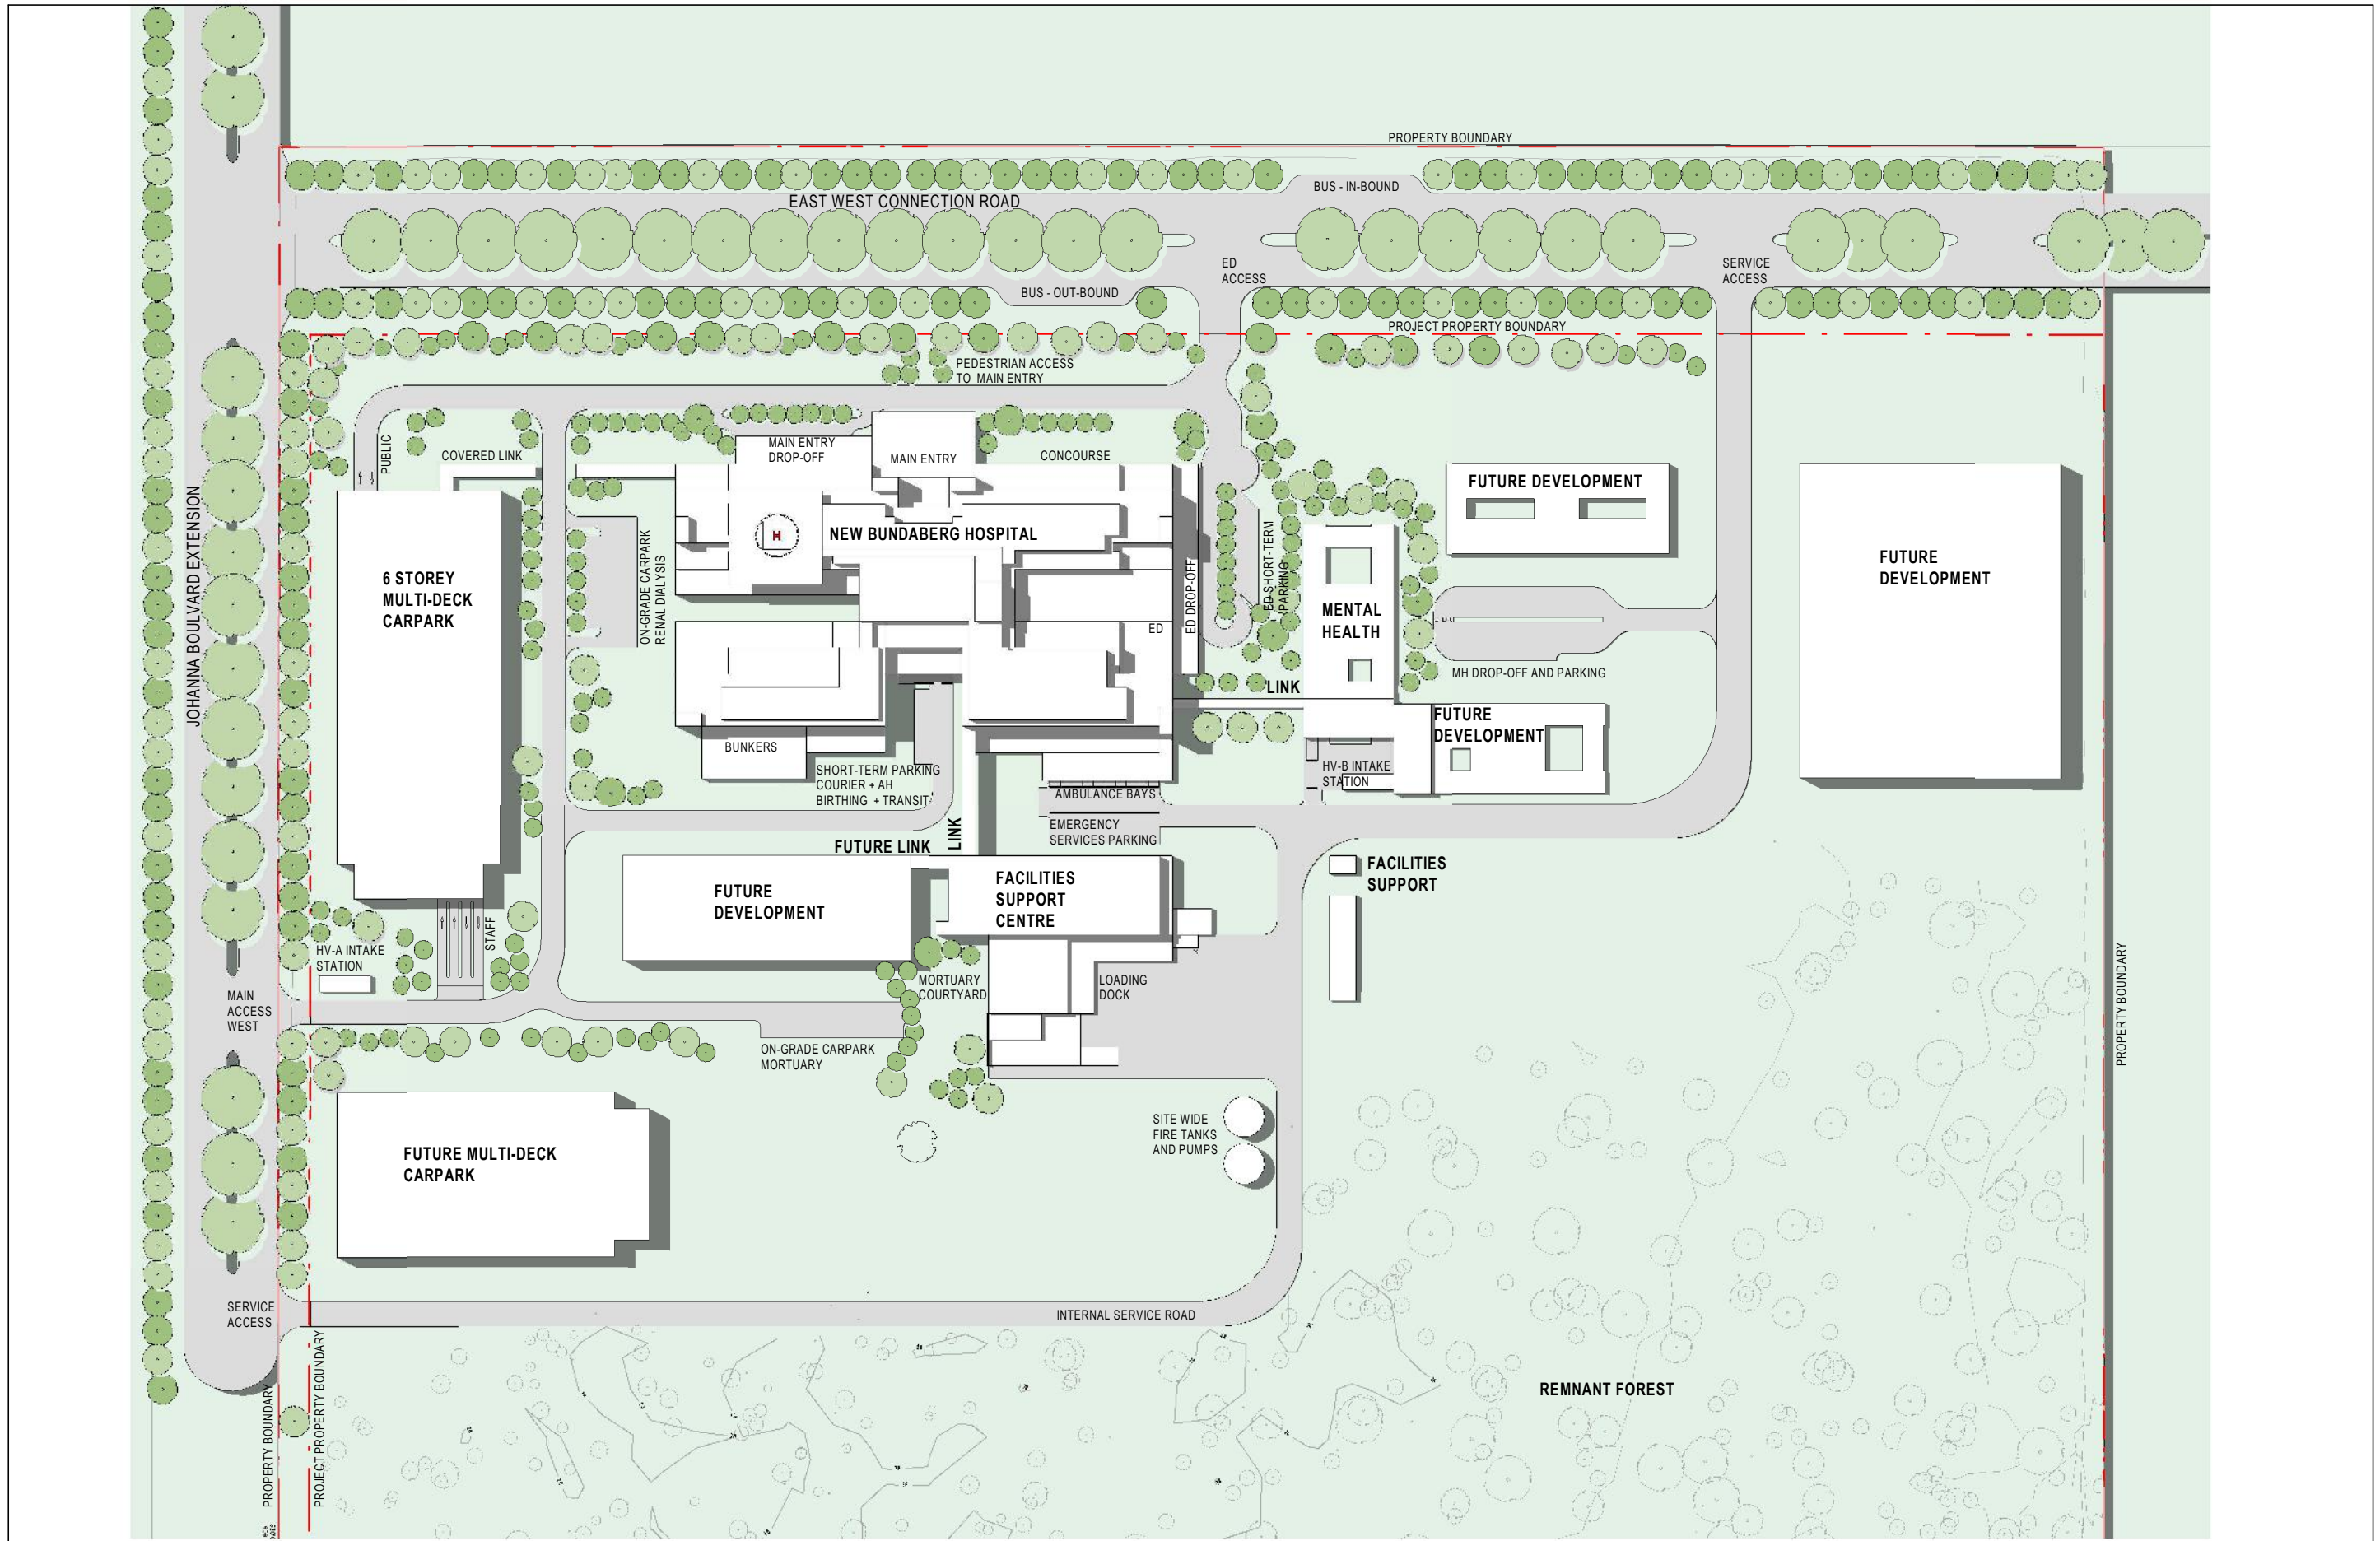 PROPERTY BOUNDARY
BUS - IN-BOUND
EAST WEST CONNECTION ROAD
ED
ACCESS
SERVICE
ACCESS
BUS - OUT-BOUND
PROJECT PROPERTY BOUNDARY
PEDESTRIAN ACCESS
TO MAIN ENTRY
PUBLIC
COVERED LINK
MAIN ENTRY
DROP-OFF
MAIN ENTRY
CONCOURSE
JOHANNA BOULVARD EXTENSION
6 STOREY
MULTI-DECK
CARPARK
ON-GRADE CARPARK
RENAL DIALYSIS
H
NEW BUNDABERG HOSPITAL
ED
ED DROP-OFF
ED SHORT-TERM
PARKING
MENTAL
HEALTH
FUTURE DEVELOPMENT
FUTURE
DEVELOPMENT
MH DROP-OFF AND PARKING
LINK
FUTURE
DEVELOPMENT
HV-B INTAKE
STATION
BUNKERS
SHORT-TERM PARKING
COURIER + AH
BIRTHING + TRANSIT
AMBULANCE BAYS
EMERGENCY
SERVICES PARKING
LINK
FUTURE LINK
FUTURE
DEVELOPMENT
FACILITIES
SUPPORT
CENTRE
FACILITIES
SUPPORT
STAFF
HV-A INTAKE
STATION
MAIN
ACCESS
WEST
MORTUARY
COURTYARD
LOADING
DOCK
PROPERTY BOUNDARY
ON-GRADE CARPARK
MORTUARY
SITE WIDE
FIRE TANKS
AND PUMPS
FUTURE MULTI-DECK
CARPARK
SERVICE
ACCESS
INTERNAL SERVICE ROAD
PROPERTY BOUNDARY
PROJECT PROPERTY BOUNDARY
REMNANT FOREST